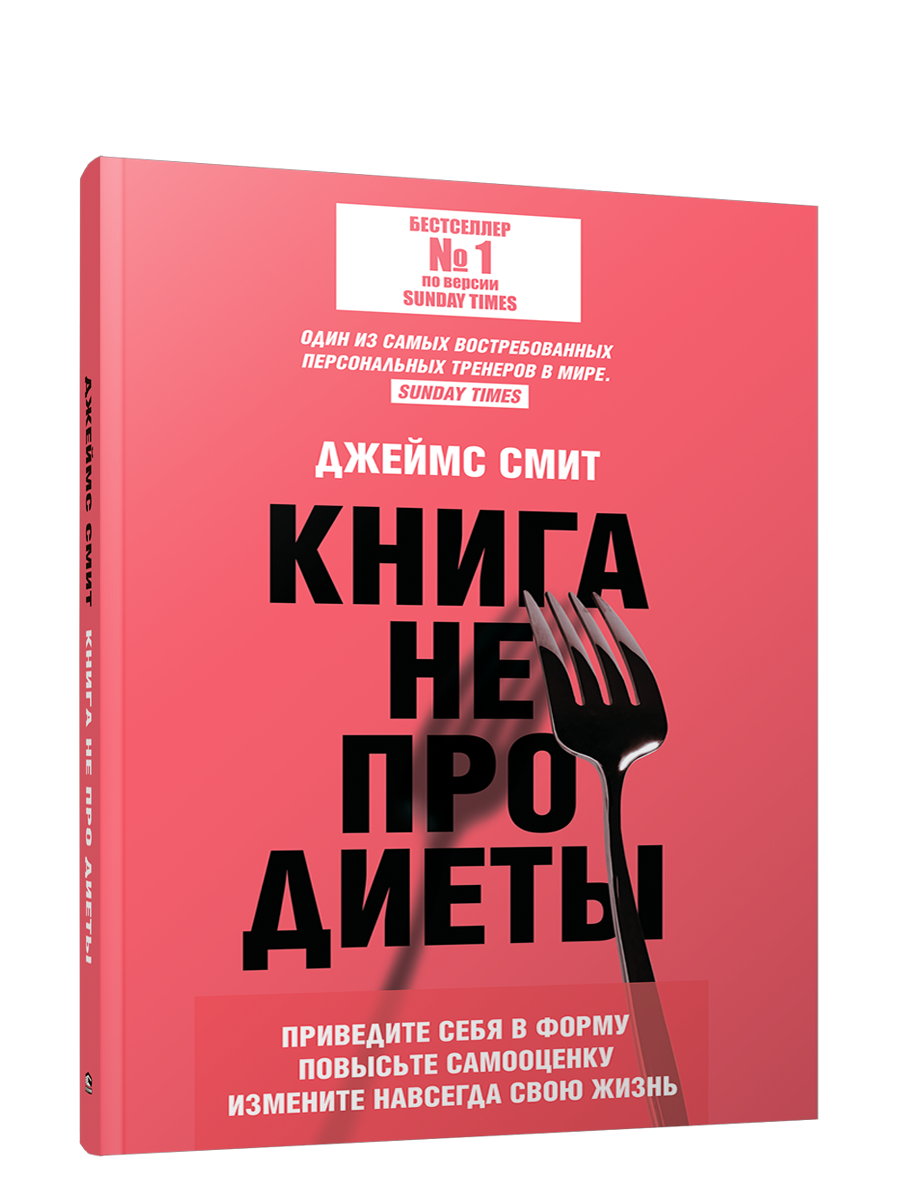 БЕСТСЕЛЛЕР
№ 1
по версии
SUNDAY TIMES
ОДИН ИЗ САМЫХ ВОСТРЕБОВАННЫХ
ПЕРСОНАЛЬНЫХ ТРЕНЕРОВ В МИРЕ.
SUNDAY TIMES
ДЖЕЙМС СМИТ
КНИГА
НЕ
ПРО
ДИЕТЫ
ПРИВЕДИТЕ СЕБЯ В ФОРМУ
ПОВЫСЬТЕ САМООЦЕНКУ
ИЗМЕНИТЕ НАВСЕГДА СВОЮ ЖИЗНЬ
ДЖЕЙМС СМИТ КНИГА НЕ ПРО ДИЕТЫ